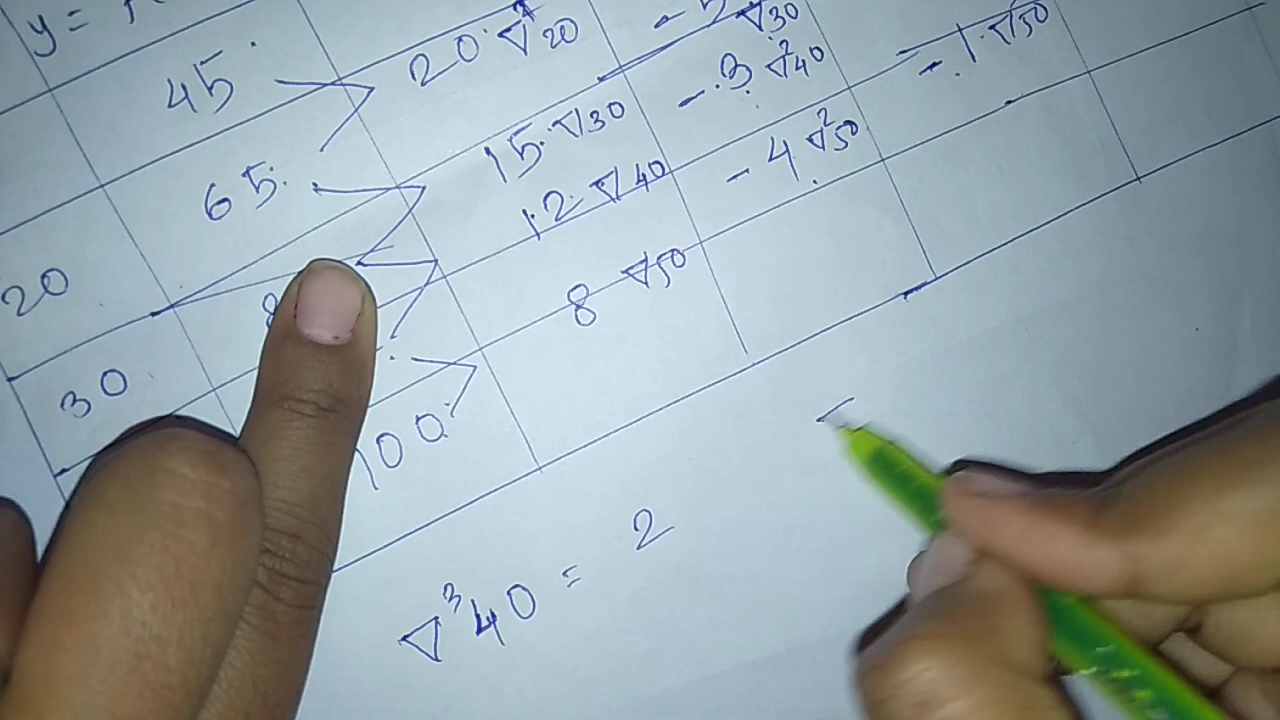 y =
45 20 ∇20
∇30
20 65 15 ∇30 - 3 ∇²40 - 1 ∇50
12 ∇40 - 4 ∇²50
30 8 ∇50
100
∇³40 = 2